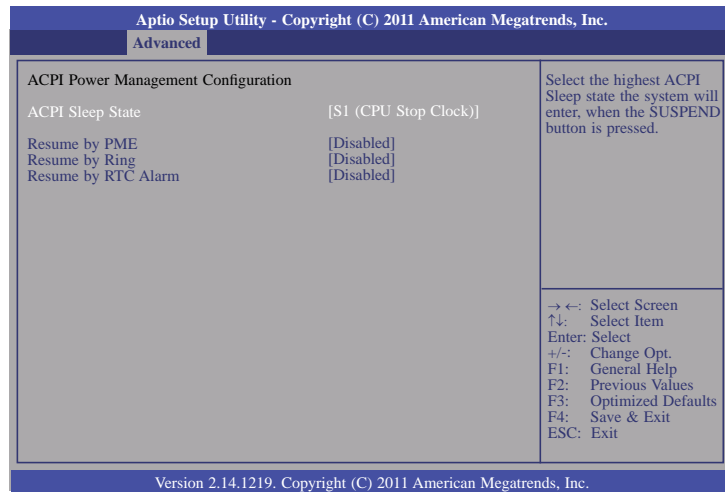 Aptio Setup Utility - Copyright (C) 2011 American Megatrends, Inc.
Advanced
ACPI Power Management Configuration
ACPI Sleep State [S1 (CPU Stop Clock)]
Resume by PME [Disabled]
Resume by Ring [Disabled]
Resume by RTC Alarm [Disabled]
Select the highest ACPI
Sleep state the system will
enter, when the SUSPEND
button is pressed.
→ ←: Select Screen
↑↓: Select Item
Enter: Select
+/-: Change Opt.
F1: General Help
F2: Previous Values
F3: Optimized Defaults
F4: Save & Exit
ESC: Exit
Version 2.14.1219. Copyright (C) 2011 American Megatrends, Inc.